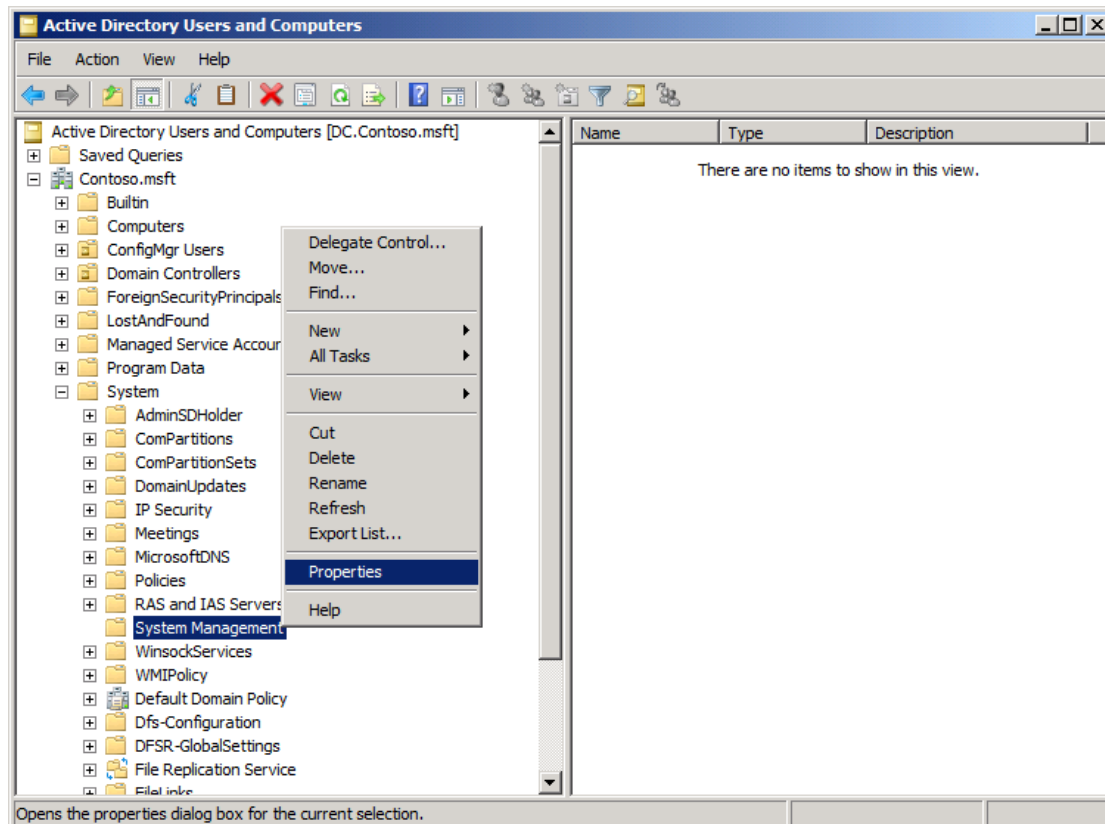 Active Directory Users and Computers
File Action View Help
Active Directory Users and Computers [DC.Contoso.msft]
Saved Queries
Contoso.msft
Builtin
Computers
ConfigMgr Users
Domain Controllers
ForeignSecurityPrincipals
LostAndFound
Managed Service Accour
Program Data
System
AdminSDHolder
ComPartitions
ComPartitionSets
DomainUpdates
IP Security
Meetings
MicrosoftDNS
Policies
RAS and IAS Servers
System Management
WinsockServices
WMIPolicy
Default Domain Policy
Dfs-Configuration
DFSR-GlobalSettings
File Replication Service
FileLinks
Delegate Control...
Move...
Find...
New
All Tasks
View
Cut
Delete
Rename
Refresh
Export List...
Properties
Help
Name Type Description
There are no items to show in this view.
Opens the properties dialog box for the current selection.